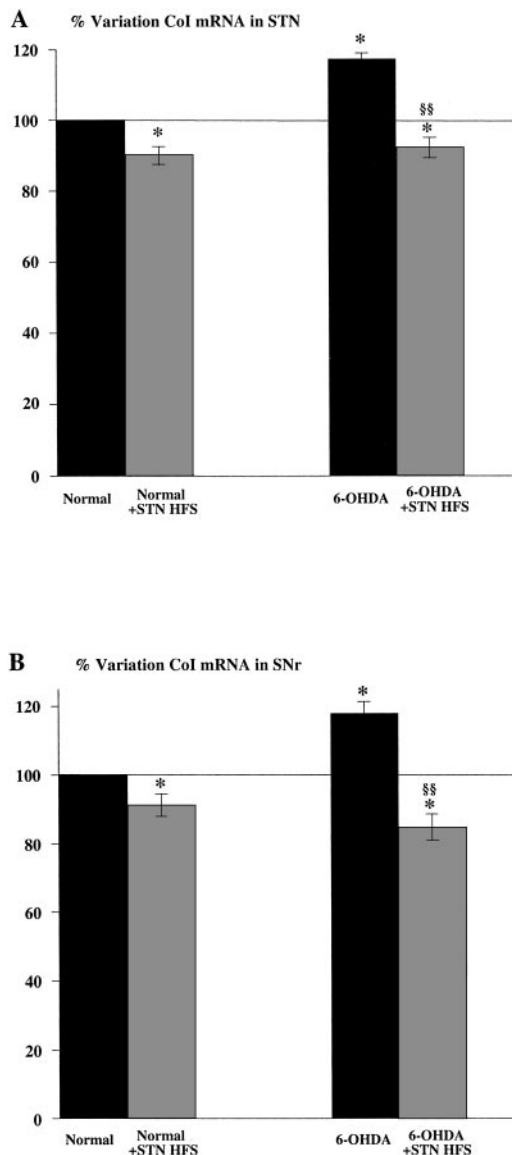 A
% Variation CoI mRNA in STN
120
100
80
60
40
20
0
*
*
§§
*
Normal
Normal
+STN HFS
6-OHDA
6-OHDA
+STN HFS
B
% Variation CoI mRNA in SNr
120
100
80
60
40
20
0
*
*
§§
*
Normal
Normal
+STN HFS
6-OHDA
6-OHDA
+STN HFS